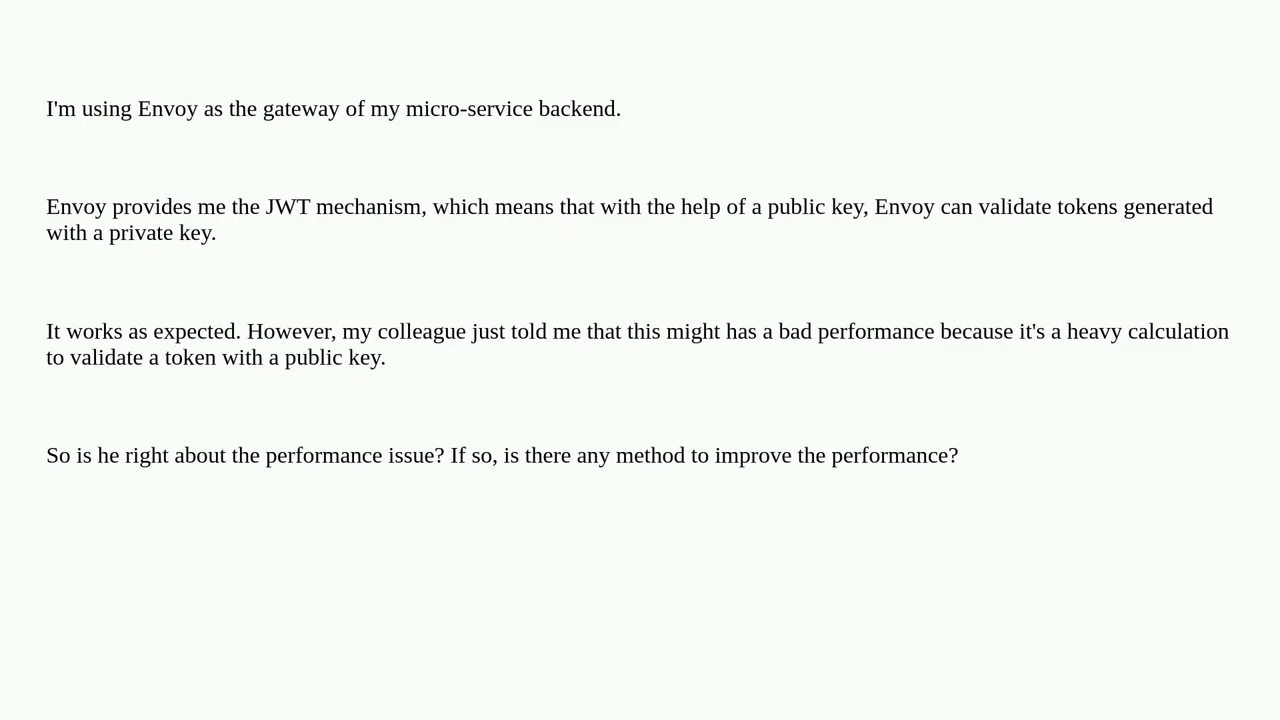 I'm using Envoy as the gateway of my micro-service backend.
Envoy provides me the JWT mechanism, which means that with the help of a public key, Envoy can validate tokens generated
with a private key.
It works as expected. However, my colleague just told me that this might has a bad performance because it's a heavy calculation
to validate a token with a public key.
So is he right about the performance issue? If so, is there any method to improve the performance?